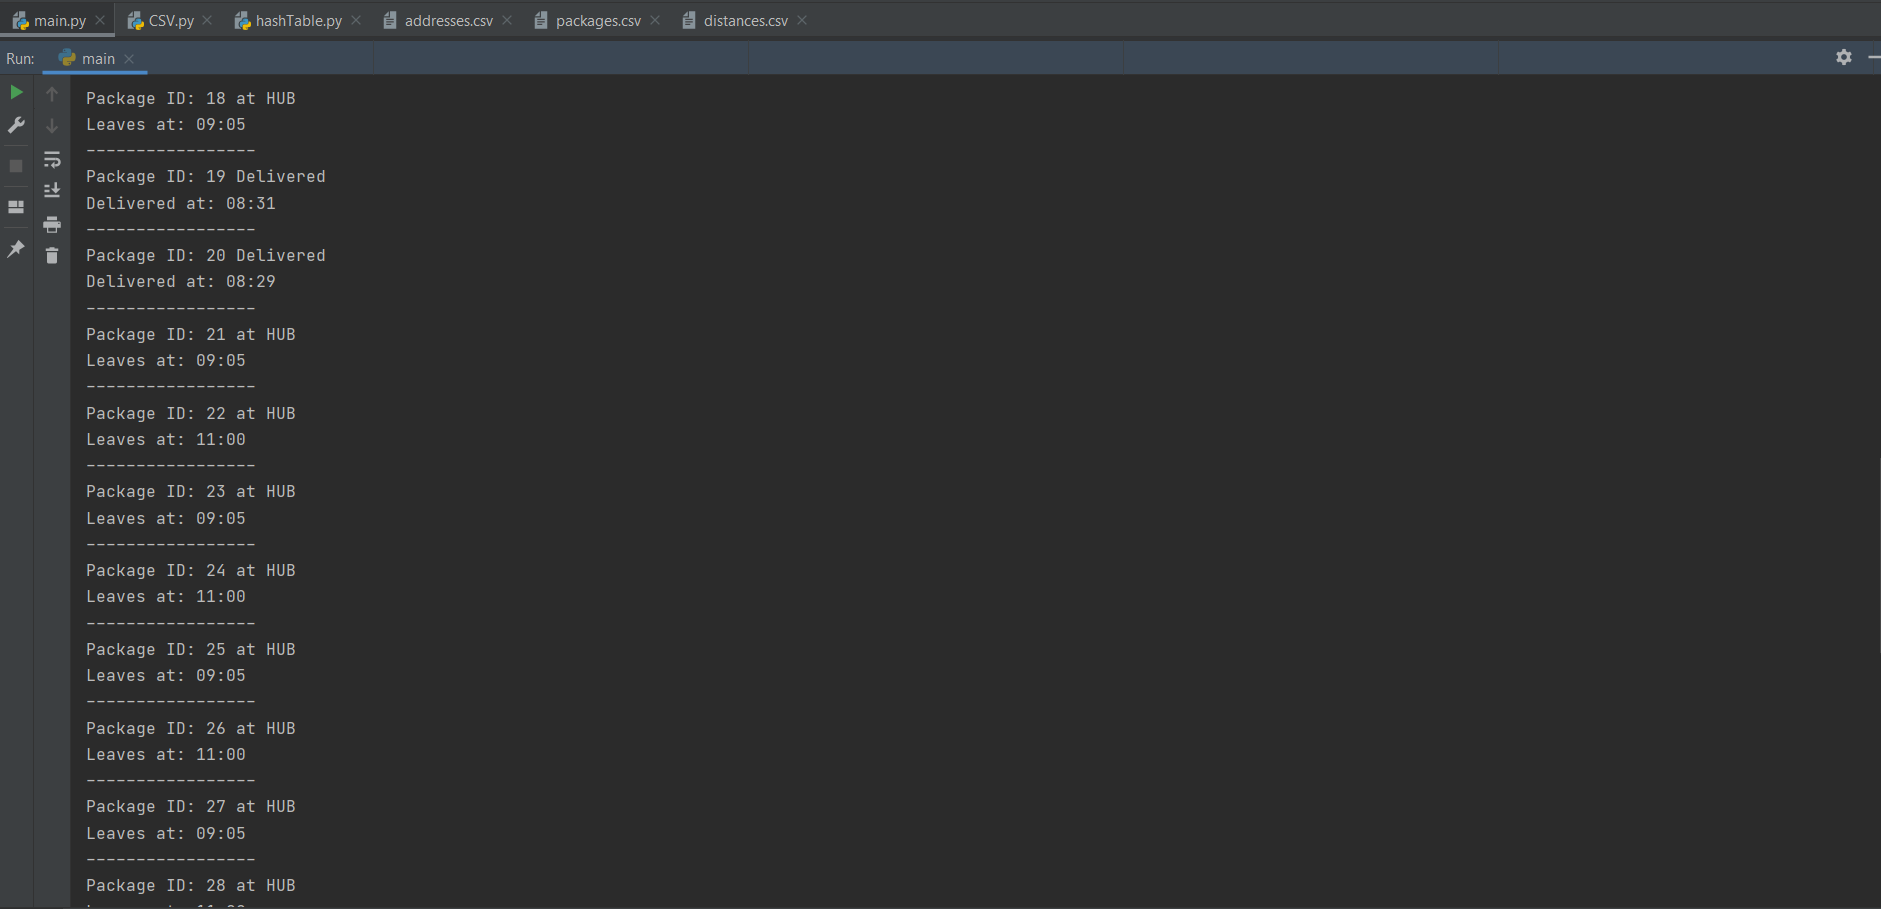 main.py CSV.py hashTable.py addresses.csv packages.csv distances.csv
Run: main
Package ID: 18 at HUB
Leaves at: 09:05
-----------------
Package ID: 19 Delivered
Delivered at: 08:31
-----------------
Package ID: 20 Delivered
Delivered at: 08:29
-----------------
Package ID: 21 at HUB
Leaves at: 09:05
-----------------
Package ID: 22 at HUB
Leaves at: 11:00
-----------------
Package ID: 23 at HUB
Leaves at: 09:05
-----------------
Package ID: 24 at HUB
Leaves at: 11:00
-----------------
Package ID: 25 at HUB
Leaves at: 09:05
-----------------
Package ID: 26 at HUB
Leaves at: 11:00
-----------------
Package ID: 27 at HUB
Leaves at: 09:05
-----------------
Package ID: 28 at HUB